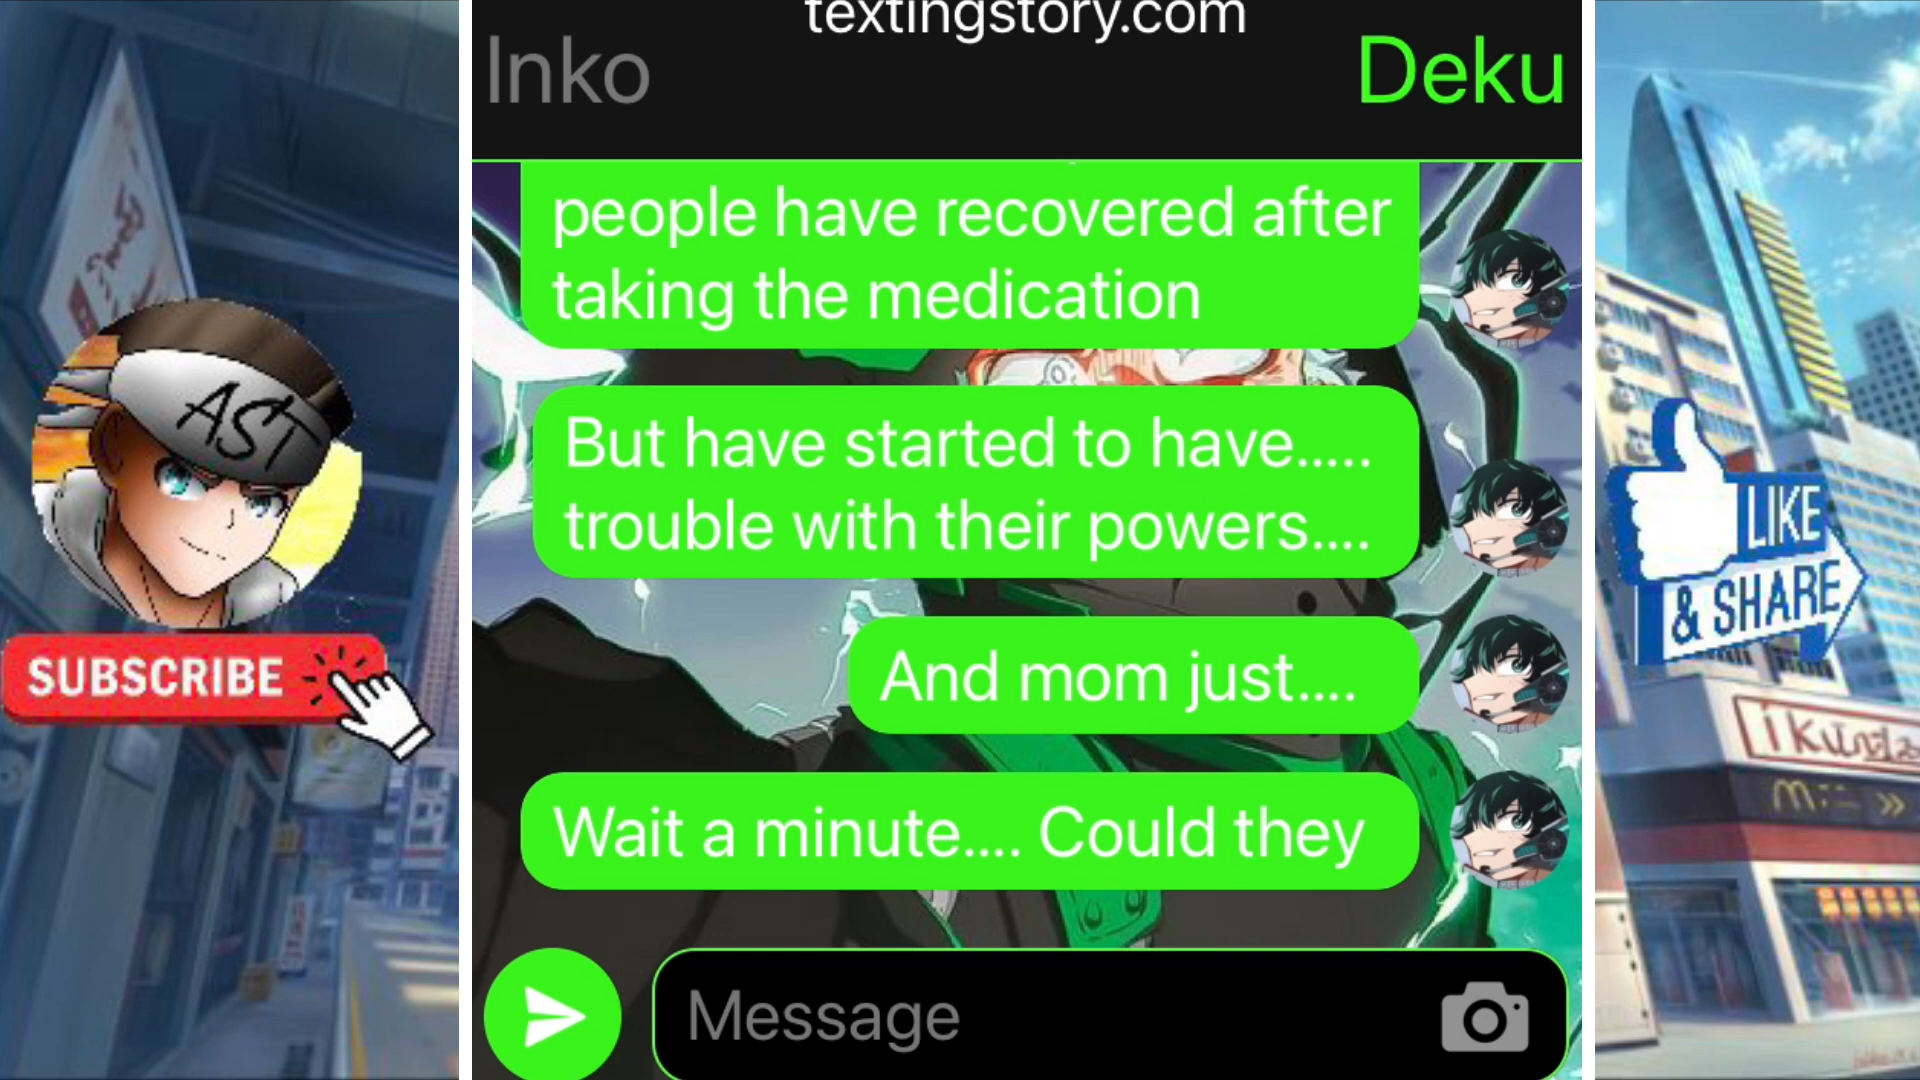 textingstory.com
Inko
Deku
people have recovered after
taking the medication
But have started to have.....
trouble with their powers....
And mom just....
Wait a minute.... Could they
Message
AST
SUBSCRIBE
LIKE
& SHARE